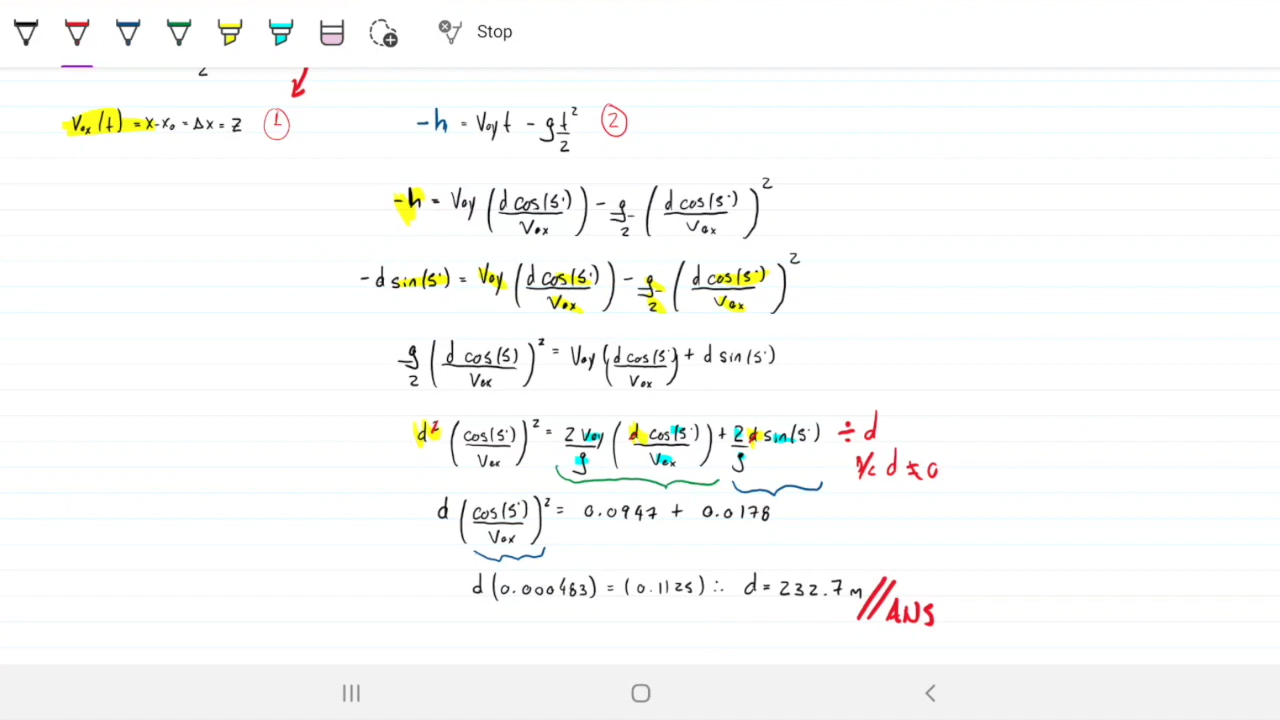 Stop
2
Vox(t) = x-x₀ = Δx = Z ①
-h = Voy t - g t²/2 ②
-h = Voy (d cos(5°)/Vox) - g/2 (d cos(5°)/Vox)²
-d sin(5°) = Voy (d cos(5°)/Vox) - g/2 (d cos(5°)/Vox)²
g/2 (d cos(5)/Vox)² = Voy (d cos(5°)/Vox) + d sin(5°)
d² (cos(5°)/Vox)² = 2 Voy/g (d cos(5°)/Vox) + 2/g d sin(5°) ÷ d
d ≠ 0
d (cos(5°)/Vox)² = 0.0947 + 0.0178
d(0.000483) = (0.1125) ∴ d = 232.7 m // ANS